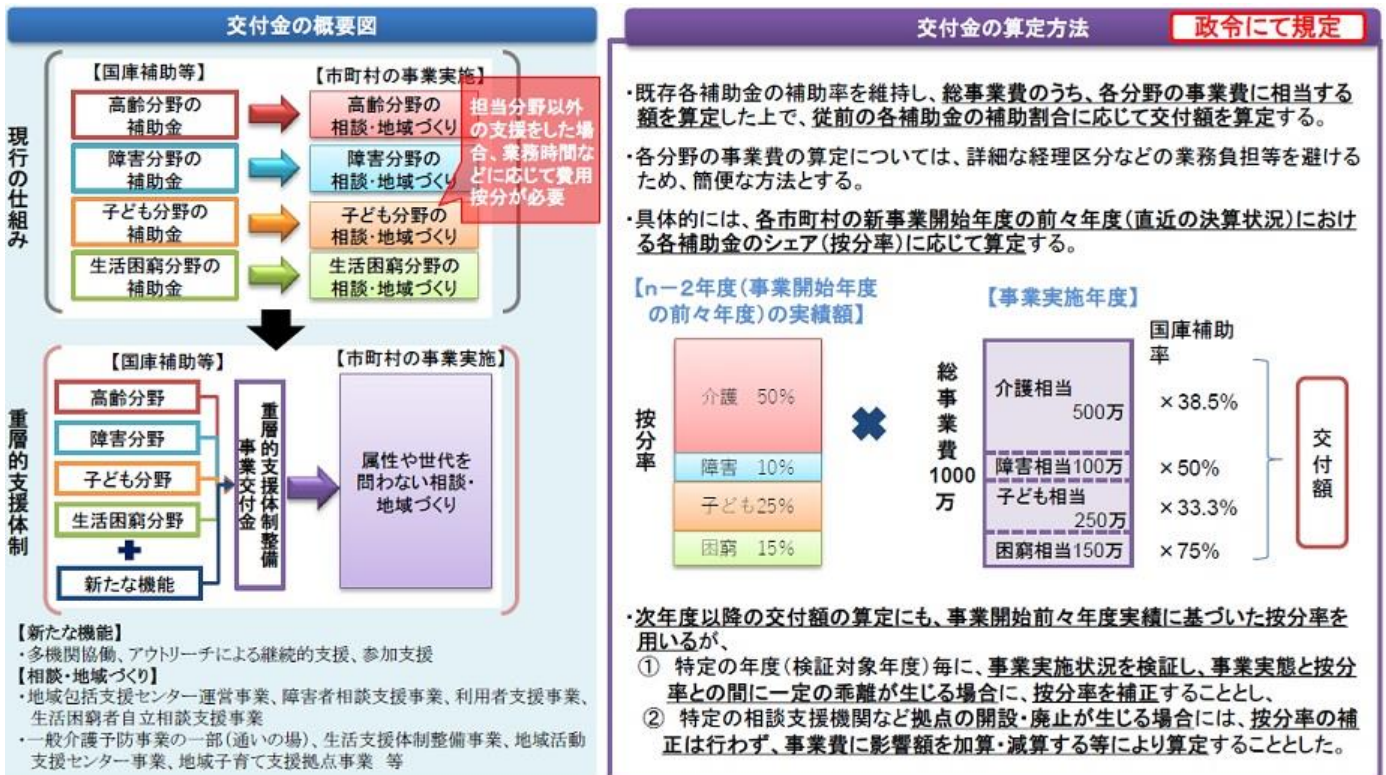 交付金の概要図
現行の仕組み
【国庫補助等】
高齢分野の
補助金
障害分野の
補助金
子ども分野の
補助金
生活困窮分野の
補助金
【市町村の事業実施】
高齢分野の
相談・地域づくり
障害分野の
相談・地域づくり
子ども分野の
相談・地域づくり
生活困窮分野の
相談・地域づくり
担当分野以外
の支援をした場
合、業務時間な
どに応じて費用
按分が必要
重層的支援体制
【国庫補助等】
高齢分野
障害分野
子ども分野
生活困窮分野
新たな機能
重層的支援体制整備
事業交付金
【市町村の事業実施】
属性や世代を
問わない相談・
地域づくり
【新たな機能】
・多機関協働、アウトリーチによる継続的支援、参加支援
【相談・地域づくり】
・地域包括支援センター運営事業、障害者相談支援事業、利用者支援事業、
生活困窮者自立相談支援事業
・一般介護予防事業の一部(通いの場)、生活支援体制整備事業、地域活動
支援センター事業、地域子育て支援拠点事業 等
交付金の算定方法
政令にて規定
・既存各補助金の補助率を維持し、総事業費のうち、各分野の事業費に相当する
額を算定した上で、従前の各補助金の補助割合に応じて交付額を算定する。
・各分野の事業費の算定については、詳細な経理区分などの業務負担等を避ける
ため、簡便な方法とする。
・具体的には、各市町村の新事業開始年度の前々年度(直近の決算状況)におけ
る各補助金のシェア(按分率)に応じて算定する。
【n-2年度(事業開始年度
の前々年度)の実績額】
按分率
介護 50%
障害 10%
子ども25%
困窮 15%
【事業実施年度】
総事業費
1000
万
介護相当
500万
障害相当100万
子ども相当
250万
困窮相当150万
国庫補助
率
×38.5%
×50%
×33.3%
×75%
交付額
・次年度以降の交付額の算定にも、事業開始前々年度実績に基づいた按分率を
用いるが、
① 特定の年度(検証対象年度)毎に、事業実施状況を検証し、事業実態と按分
率との間に一定の乖離が生じる場合に、按分率を補正することとし、
② 特定の相談支援機関など拠点の開設・廃止が生じる場合には、按分率の補
正は行わず、事業費に影響額を加算・減算する等により算定することとした。